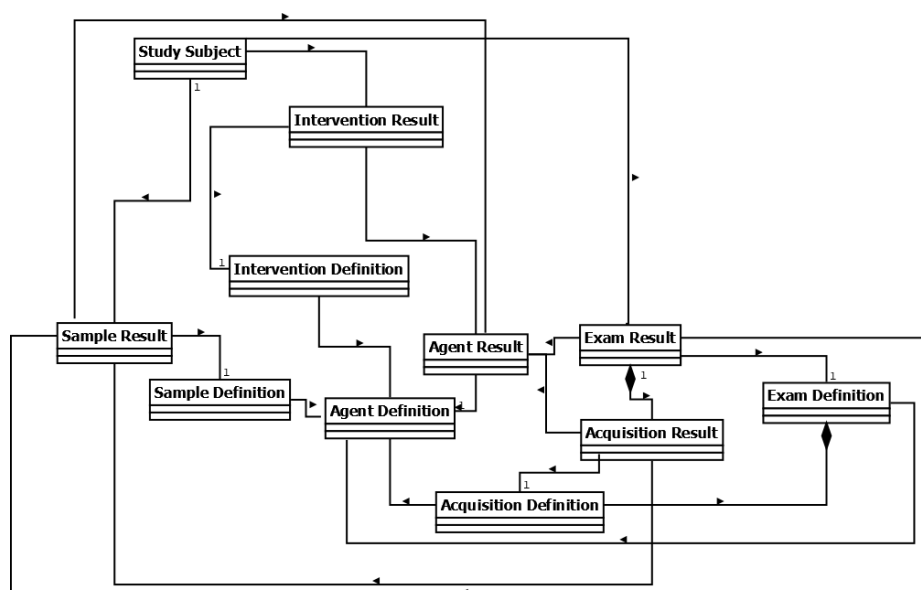 Study Subject
1
Intervention Result
1
Intervention Definition
Sample Result
Agent Result
Exam Result
1
1
1
Sample Definition
Exam Definition
Agent Definition
1
Acquisition Result
1
Acquisition Definition